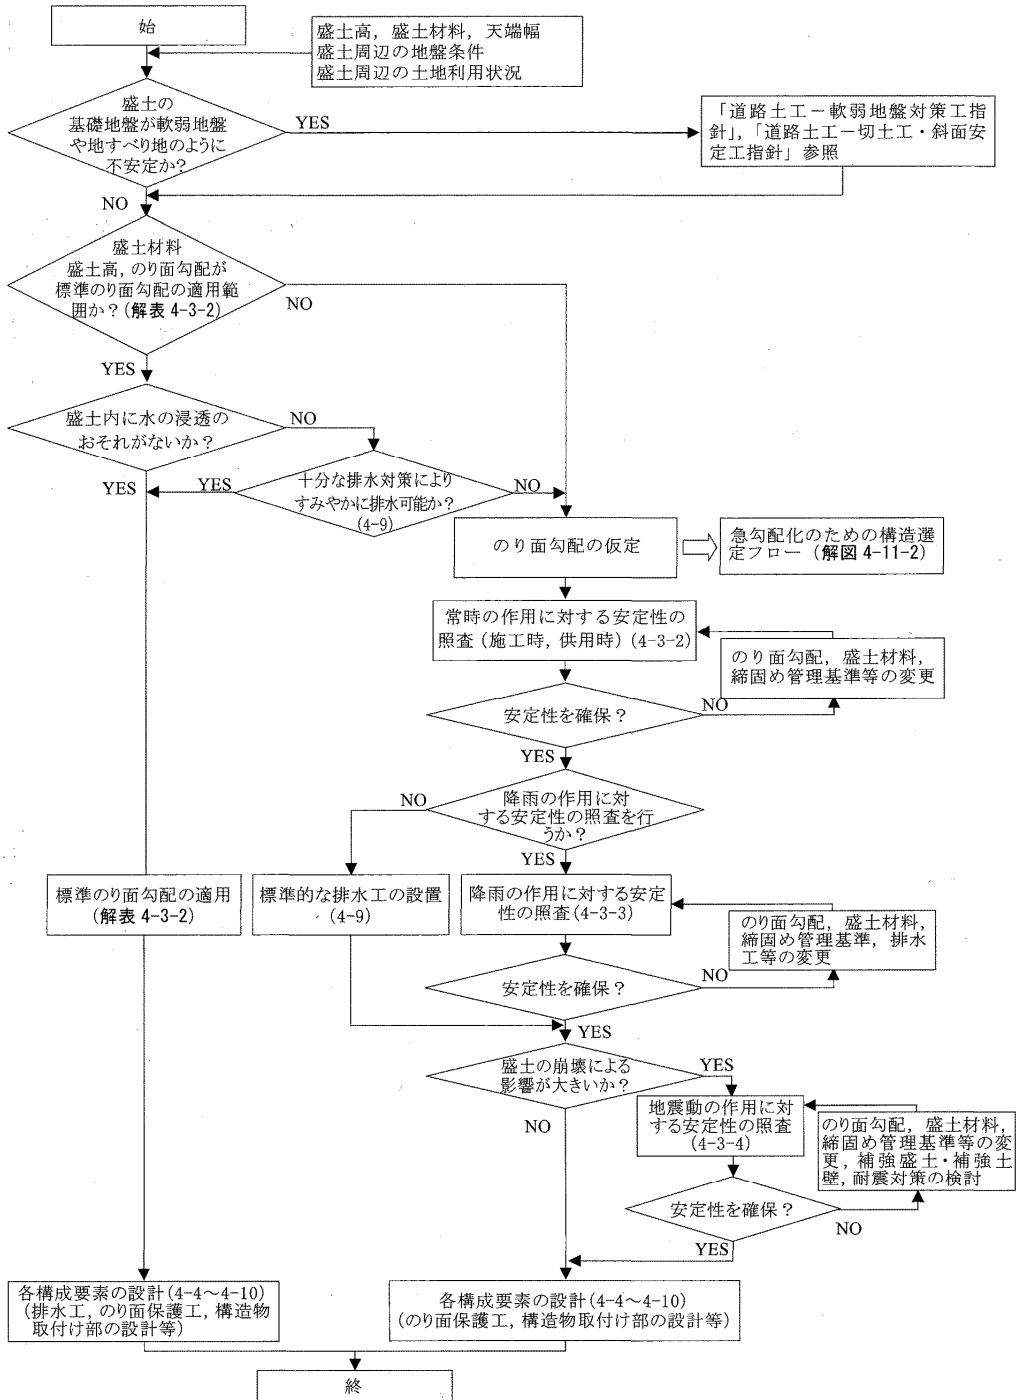 始
盛土高, 盛土材料, 天端幅
盛土周辺の地盤条件
盛土周辺の土地利用状況
盛土の
基礎地盤が軟弱地盤
や地すべり地のように
不安定か?
YES
「道路土工-軟弱地盤対策工指
針」,「道路土工-切土工・斜面安
定工指針」参照
NO
盛土材料
盛土高, のり面勾配が
標準のり面勾配の適用範
囲か?(解表 4-3-2)
NO
YES
盛土内に水の浸透の
おそれがないか?
NO
YES
十分な排水対策により
すみやかに排水可能か?
(4-9)
YES
NO
のり面勾配の仮定
急勾配化のための構造選
定フロー (解図 4-11-2)
常時の作用に対する安定性の
照査(施工時, 供用時)(4-3-2)
のり面勾配, 盛土材料,
締固め管理基準等の変更
安定性を確保?
NO
YES
降雨の作用に対
する安定性の照査を行
うか?
NO
YES
標準のり面勾配の適用
(解表 4-3-2)
標準的な排水工の設置
(4-9)
降雨の作用に対する安定
性の照査(4-3-3)
のり面勾配, 盛土材料,
締固め管理基準, 排水
工等の変更
安定性を確保?
NO
YES
盛土の崩壊による
影響が大きいか?
YES
NO
地震動の作用に対
する安定性の照査
(4-3-4)
のり面勾配, 盛土材料,
締固め管理基準等の変
更, 補強盛土・補強土
壁, 耐震対策の検討
安定性を確保?
NO
YES
各構成要素の設計(4-4~4-10)
(排水工, のり面保護工, 構造物
取付け部の設計等)
各構成要素の設計(4-4~4-10)
(のり面保護工, 構造物取付け部の設計等)
終